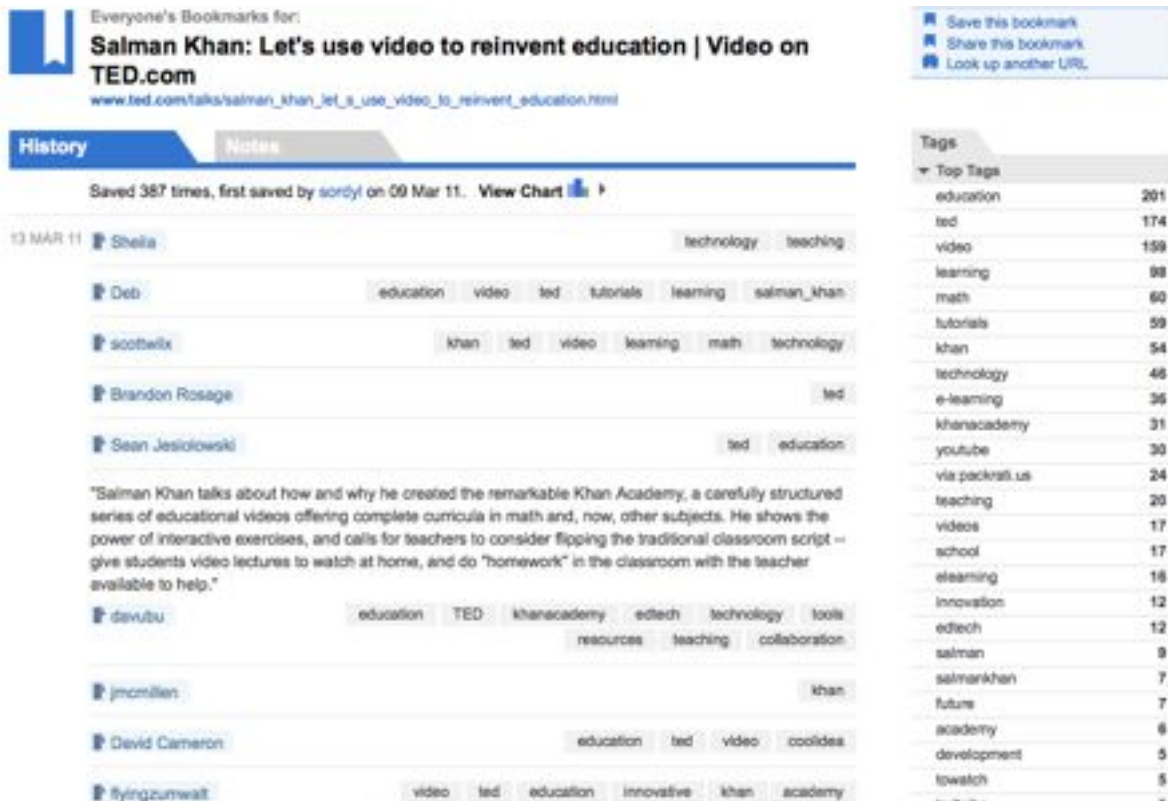 Everyone's Bookmarks for:
Salman Khan: Let's use video to reinvent education | Video on
TED.com
www.ted.com/talks/salman_khan_let_s_use_video_to_reinvent_education.html
Save this bookmark
Share this bookmark
Look up another URL
History Notes
Saved 387 times, first saved by sordyl on 09 Mar 11. View Chart
13 MAR 11 Sheila technology teaching
Deb education video ted tutorials learning salman_khan
scottwilx khan ted video learning math technology
Brandon Rosage ted
Sean Jesiolowski ted education
"Salman Khan talks about how and why he created the remarkable Khan Academy, a carefully structured
series of educational videos offering complete curricula in math and, now, other subjects. He shows the
power of interactive exercises, and calls for teachers to consider flipping the traditional classroom script --
give students video lectures to watch at home, and do "homework" in the classroom with the teacher
available to help."
davubu education TED khanacademy edtech technology tools
resources teaching collaboration
jmcmillen khan
David Cameron education ted video coolidea
flyingzumwalt video ted education innovative khan academy
Tags
Top Tags
education 201
ted 174
video 159
learning 98
math 60
tutorials 59
khan 54
technology 46
e-learning 36
khanacademy 31
youtube 30
via:packrati.us 24
teaching 20
videos 17
school 17
elearning 16
innovation 12
edtech 12
salman 9
salmankhan 7
future 7
academy 6
development 5
towatch 5